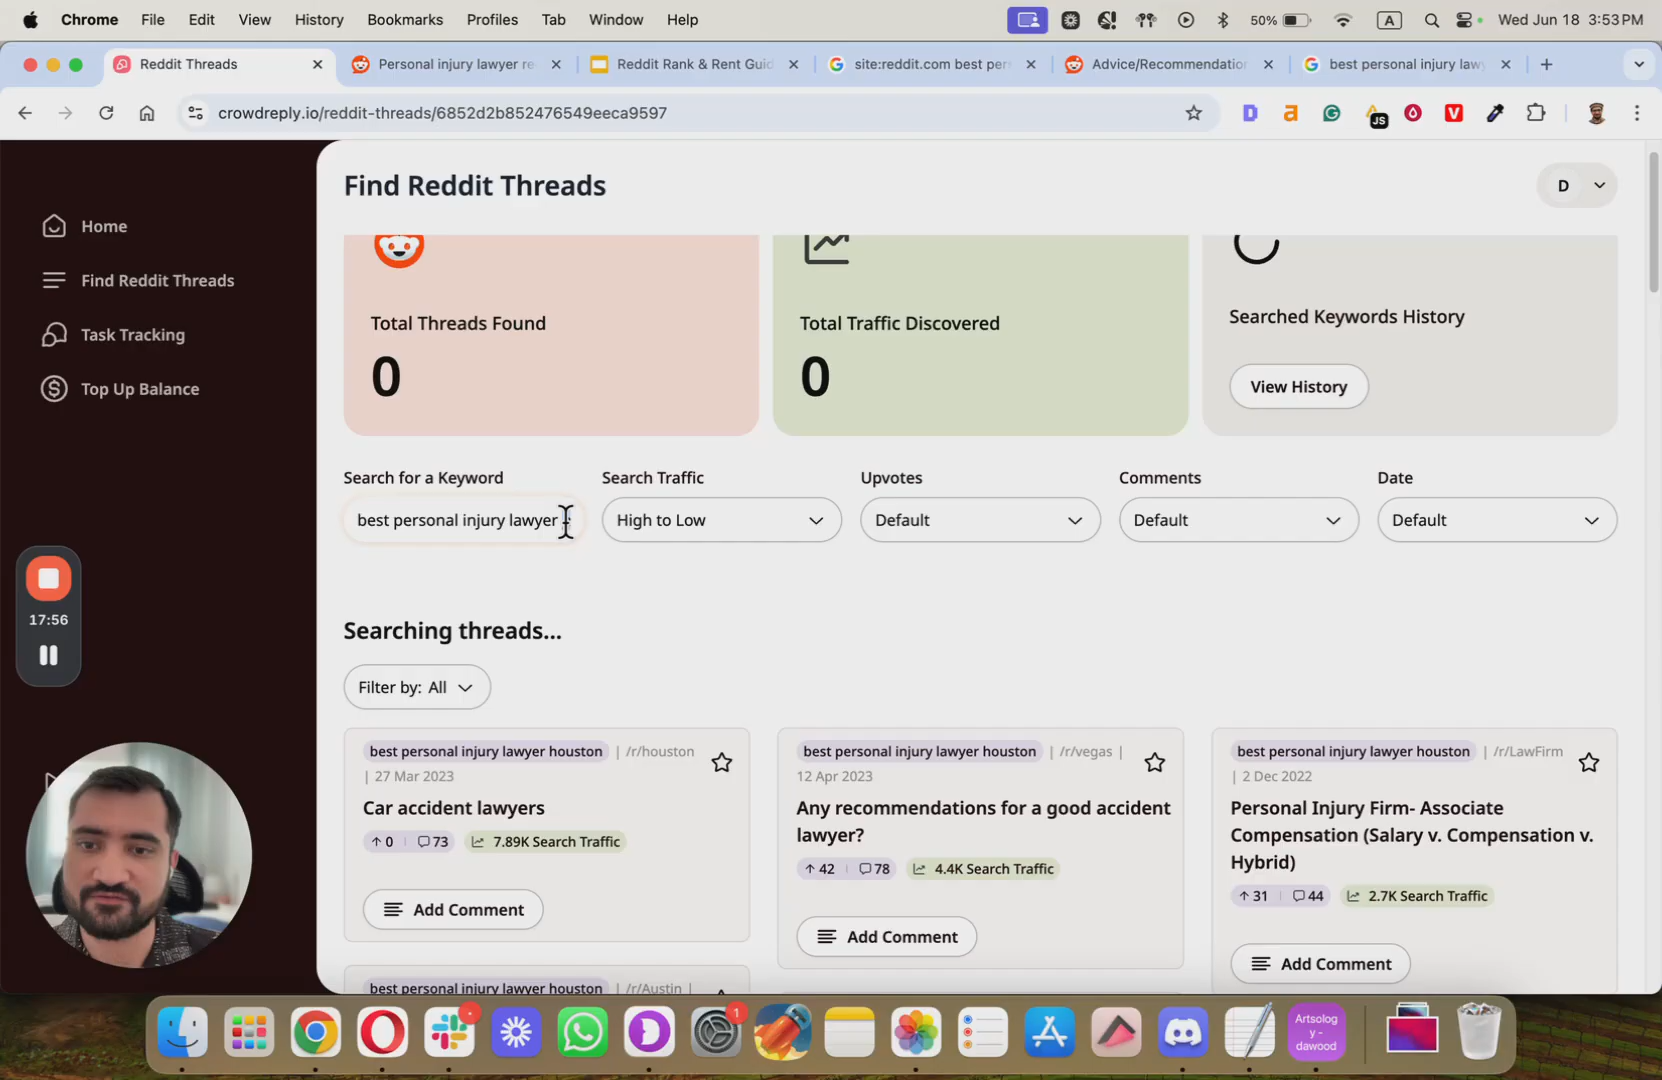 Chrome File Edit View History Bookmarks Profiles Tab Window Help 50% A Wed Jun 18 3:53 PM
Reddit Threads
Personal injury lawyer re
Reddit Rank & Rent Guid
site:reddit.com best per
Advice/Recommendation
best personal injury law
crowdreply.io/reddit-threads/6852d2b852476549eeca9597
JS
Home
Find Reddit Threads
Task Tracking
Top Up Balance
17:56
Find Reddit Threads
D
Total Threads Found
0
Total Traffic Discovered
0
Searched Keywords History
View History
Search for a Keyword
best personal injury lawyer
Search Traffic
High to Low
Upvotes
Default
Comments
Default
Date
Default
Searching threads...
Filter by: All
best personal injury lawyer houston | /r/houston
| 27 Mar 2023
Car accident lawyers
0 73 7.89K Search Traffic
Add Comment
best personal injury lawyer houston | /r/vegas |
12 Apr 2023
Any recommendations for a good accident
lawyer?
42 78 4.4K Search Traffic
Add Comment
best personal injury lawyer houston | /r/LawFirm
| 2 Dec 2022
Personal Injury Firm- Associate
Compensation (Salary v. Compensation v.
Hybrid)
31 44 2.7K Search Traffic
Add Comment
best personal injury lawyer houston | /r/Austin |
1
Artsolog
y -
dawood